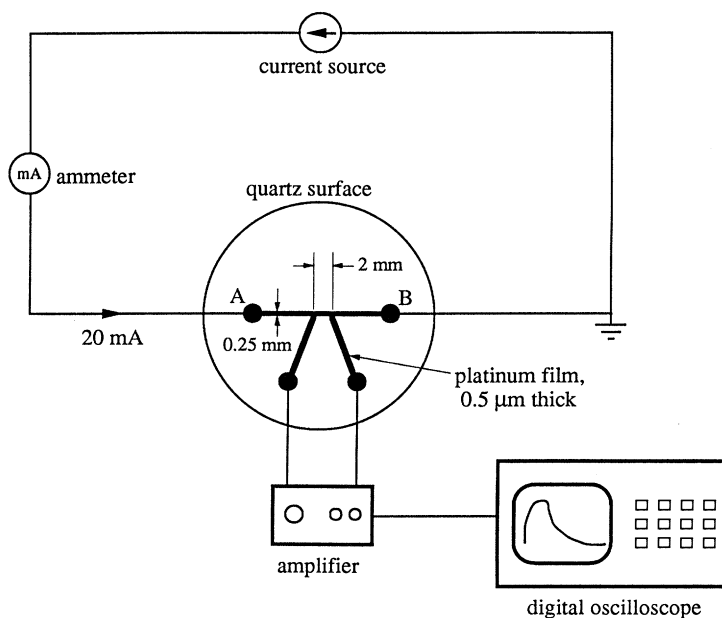 current source
mA
ammeter
quartz surface
2 mm
A
B
0.25 mm
20 mA
platinum film,
0.5 μm thick
amplifier
digital oscilloscope